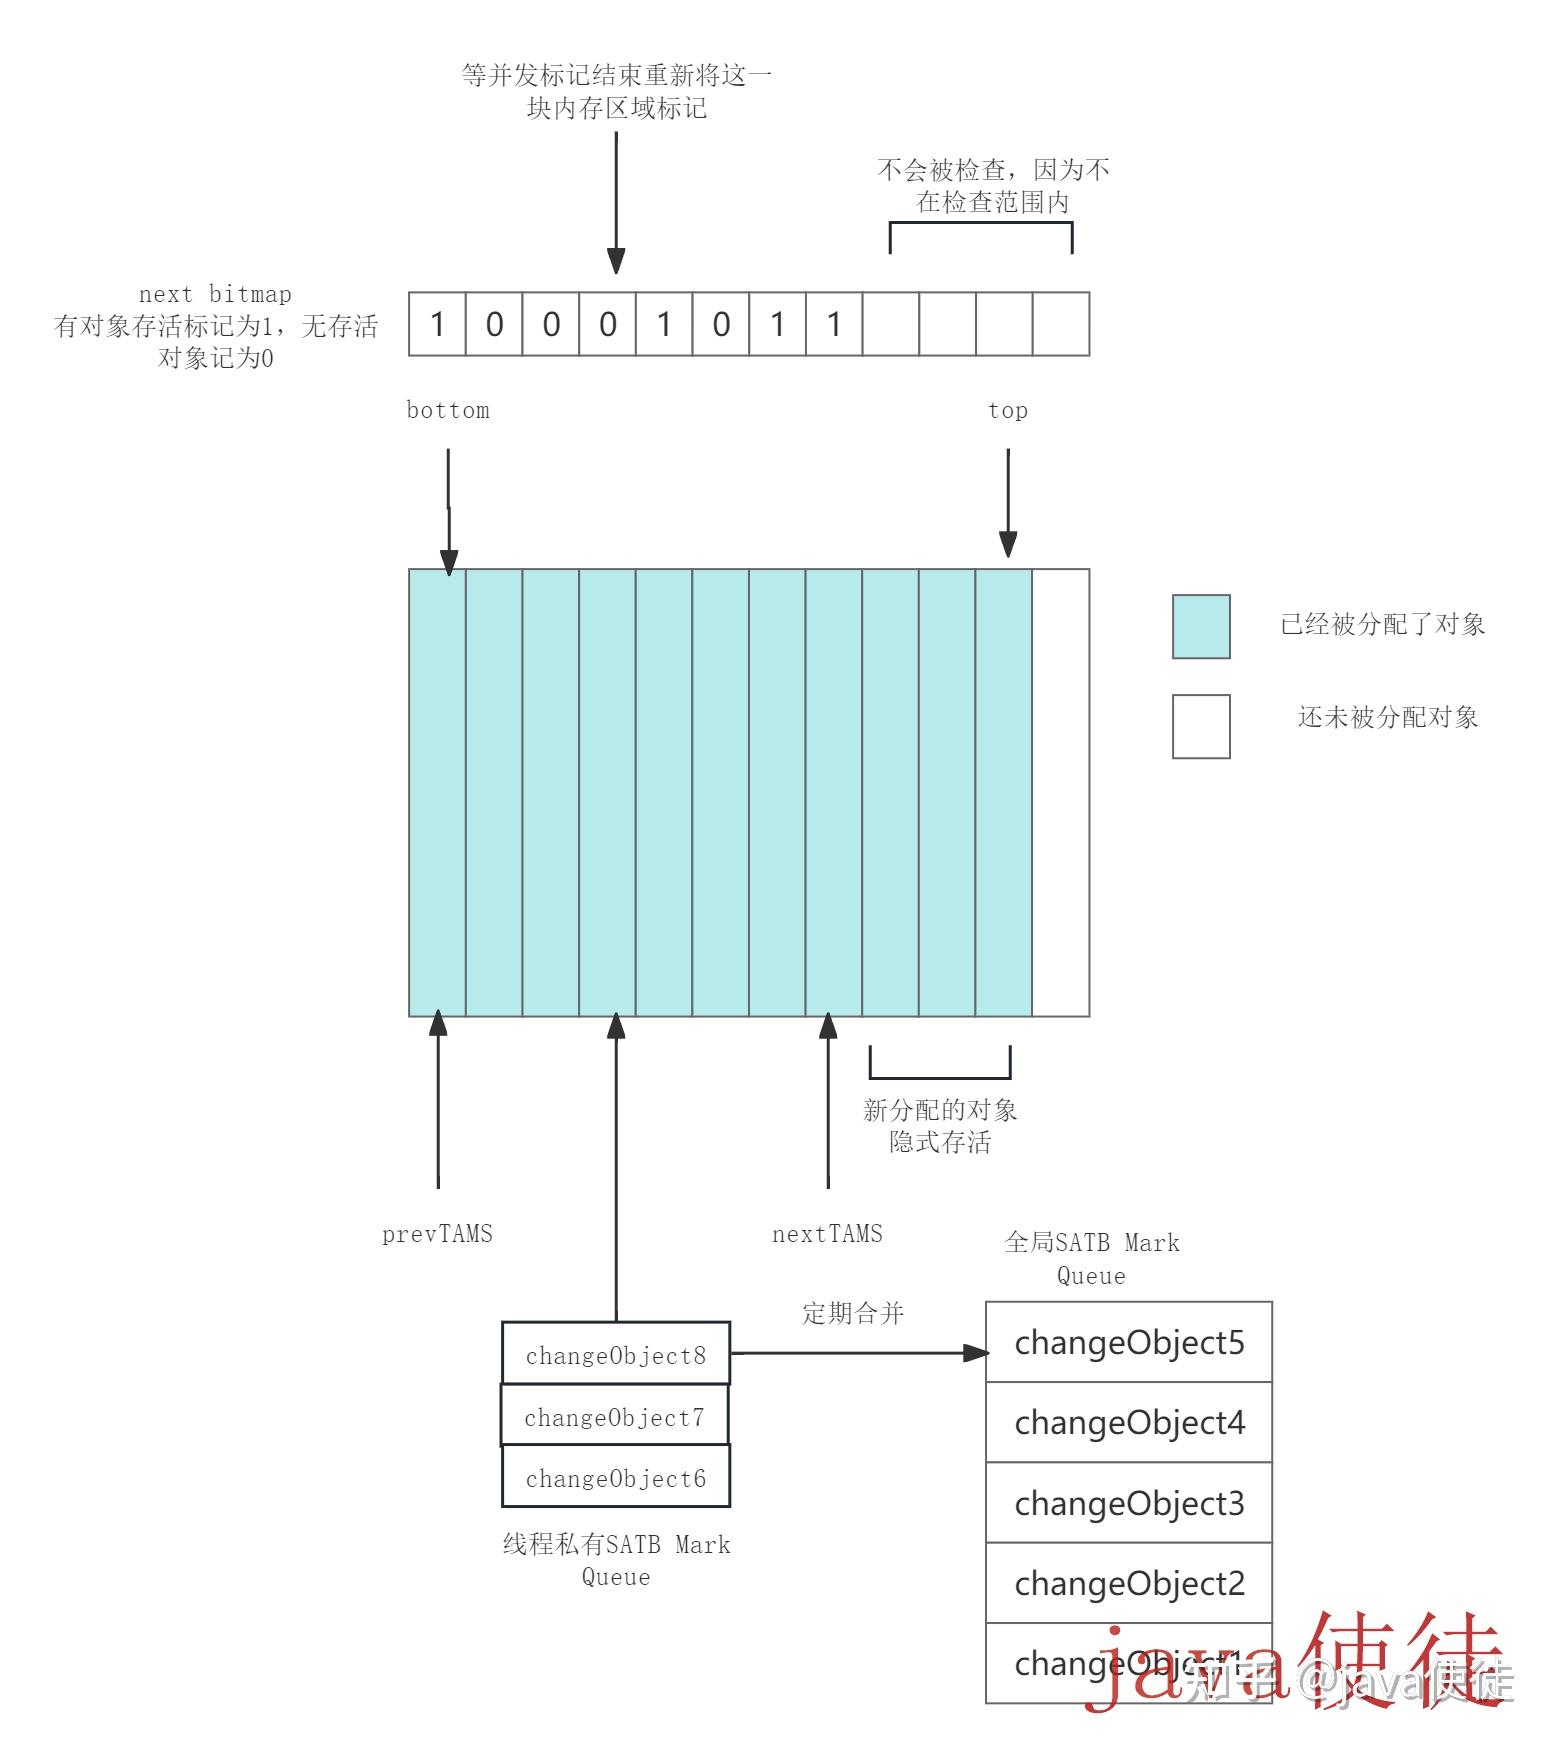 等并发标记结束重新将这一
块内存区域标记
不会被检查，因为不
在检查范围内
next bitmap
有对象存活标记为1，无存活
对象记为0
1 0 0 0 1 0 1 1
bottom
top
已经被分配了对象
还未被分配对象
新分配的对象
隐式存活
prevTAMS
nextTAMS
全局SATB Mark
Queue
定期合并
changeObject8
changeObject7
changeObject6
线程私有SATB Mark
Queue
changeObject5
changeObject4
changeObject3
changeObject2
changeObject1
java使徒
知乎 @java使徒